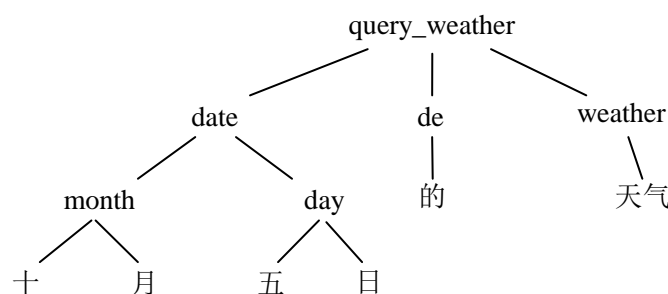 query_weather
date de weather
month day 的 天气
十 月 五 日